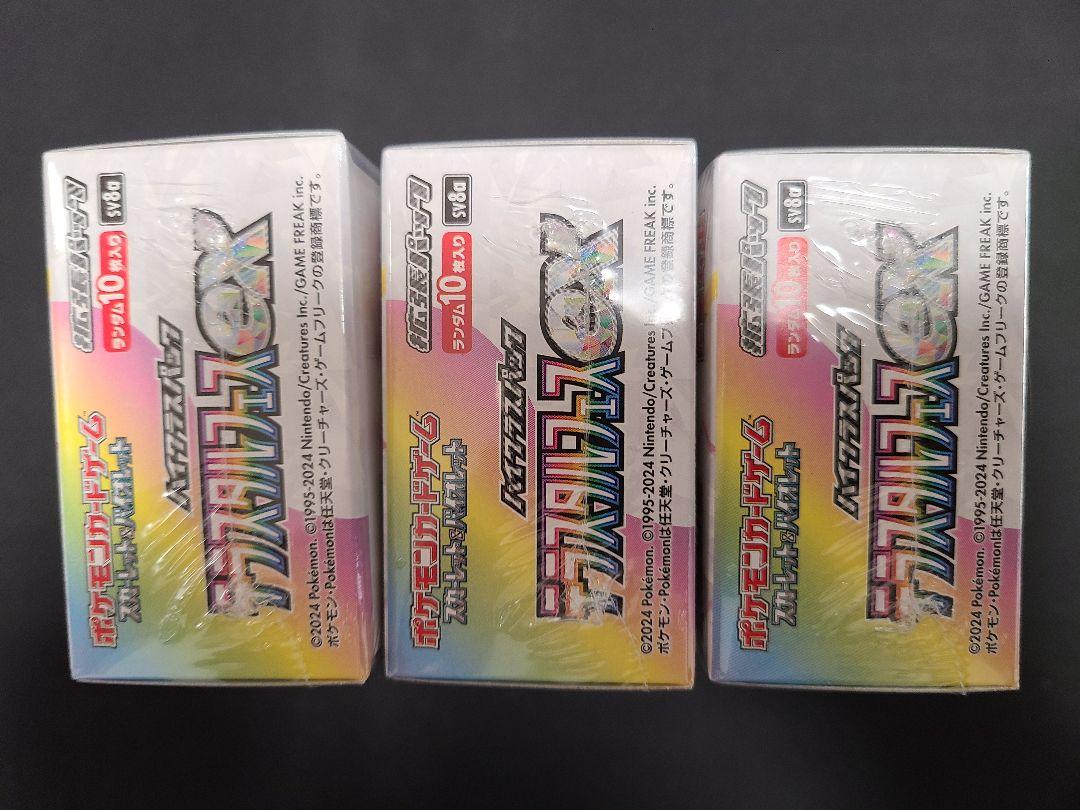 ポケモンカードゲーム
スカーレット&バイオレット
拡張パック
ランダム10枚入り
SV8a
ハイクラスパック
テラスタルフェスex
©2024 Pokémon. ©1995-2024 Nintendo/Creatures Inc./GAME FREAK inc.
ポケモン・Pokémonは任天堂・クリーチャーズ・ゲームフリークの登録商標です。
ポケモンカードゲーム
スカーレット&バイオレット
拡張パック
ランダム10枚入り
SV8a
ハイクラスパック
テラスタルフェスex
©2024 Pokémon. ©1995-2024 Nintendo/Creatures Inc./GAME FREAK inc.
ポケモン・Pokémonは任天堂・クリーチャーズ・ゲームフリークの登録商標です。
ポケモンカードゲーム
スカーレット&バイオレット
拡張パック
ランダム10枚入り
SV8a
ハイクラスパック
テラスタルフェスex
©2024 Pokémon. ©1995-2024 Nintendo/Creatures Inc./GAME FREAK inc.
ポケモン・Pokémonは任天堂・クリーチャーズ・ゲームフリークの登録商標です。